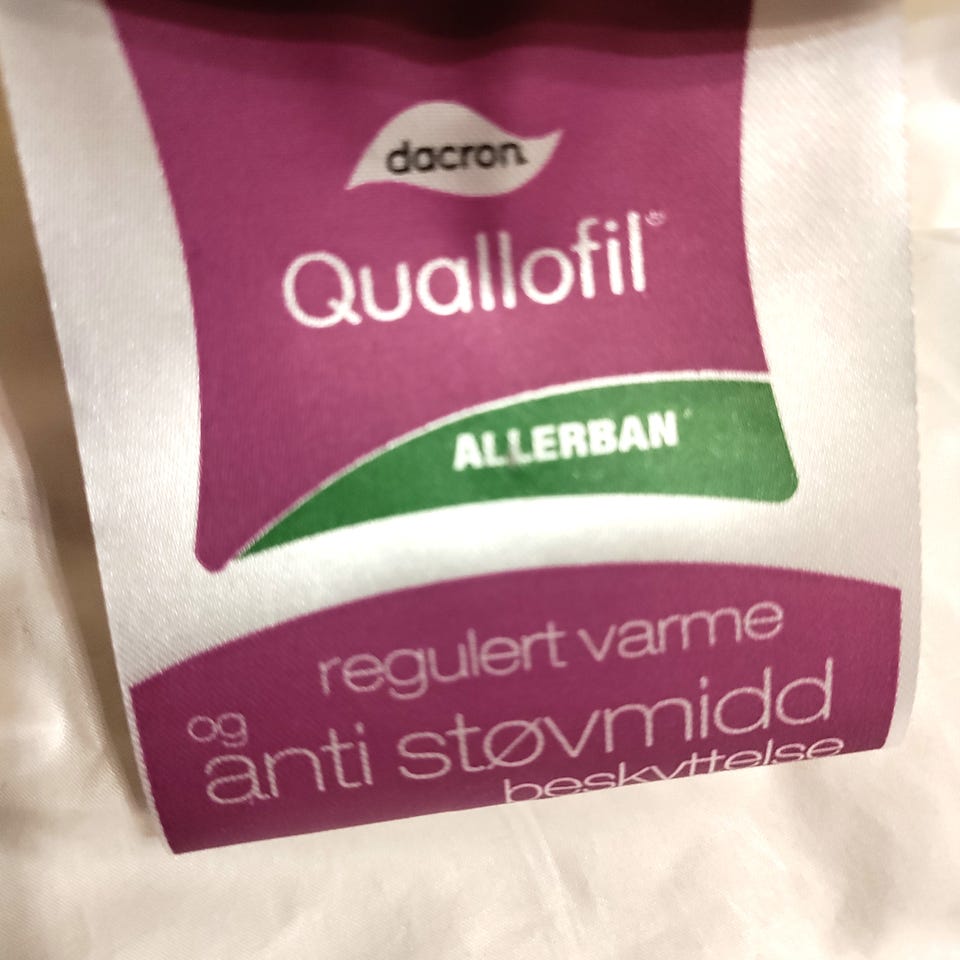 dacron
Quallofil®
ALLERBAN
regulert varme
og
anti støvmidd
beskyttelse